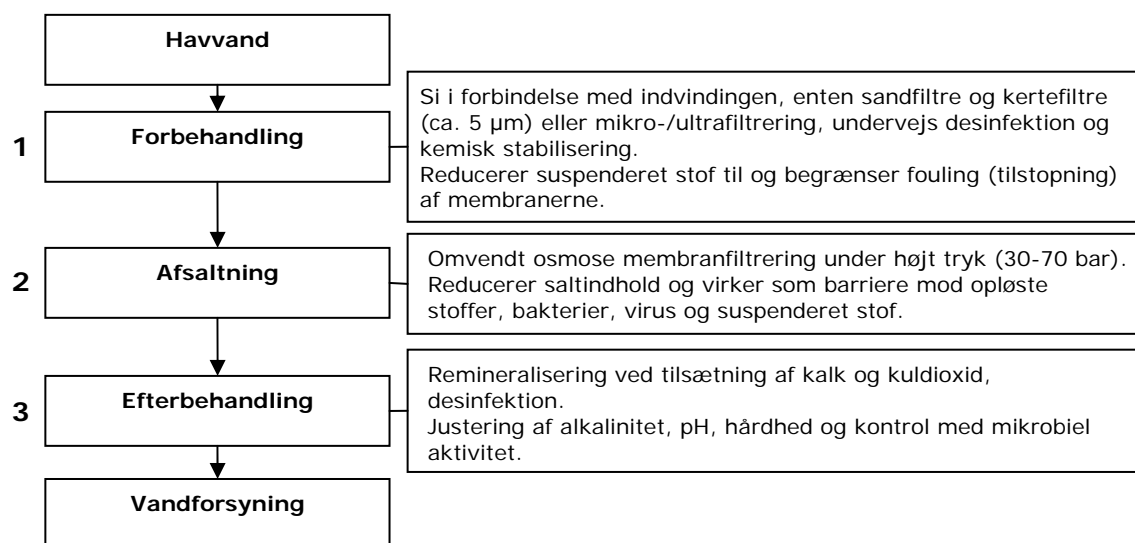 Havvand
1
Forbehandling
Si i forbindelse med indvindingen, enten sandfiltre og kertefiltre
(ca. 5 µm) eller mikro-/ultrafiltrering, undervejs desinfektion og
kemisk stabilisering.
Reducerer suspenderet stof til og begrænser fouling (tilstopning)
af membranerne.
2
Afsaltning
Omvendt osmose membranfiltrering under højt tryk (30-70 bar).
Reducerer saltindhold og virker som barriere mod opløste
stoffer, bakterier, virus og suspenderet stof.
3
Efterbehandling
Remineralisering ved tilsætning af kalk og kuldioxid,
desinfektion.
Justering af alkalinitet, pH, hårdhed og kontrol med mikrobiel
aktivitet.
Vandforsyning